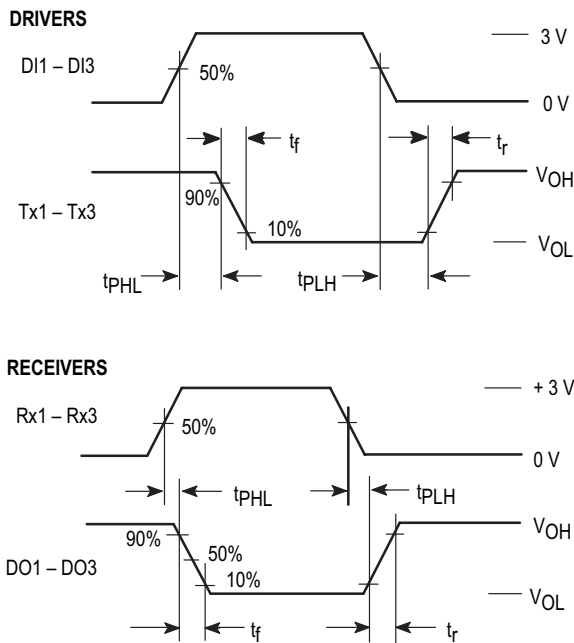 DRIVERS
3 V
DI1 – DI3
50%
0 V
tf
tr
VOH
90%
Tx1 – Tx3
10%
VOL
tPHL
tPLH
RECEIVERS
+ 3 V
Rx1 – Rx3
50%
0 V
tPHL
tPLH
VOH
90%
50%
DO1 – DO3
10%
VOL
tf
tr